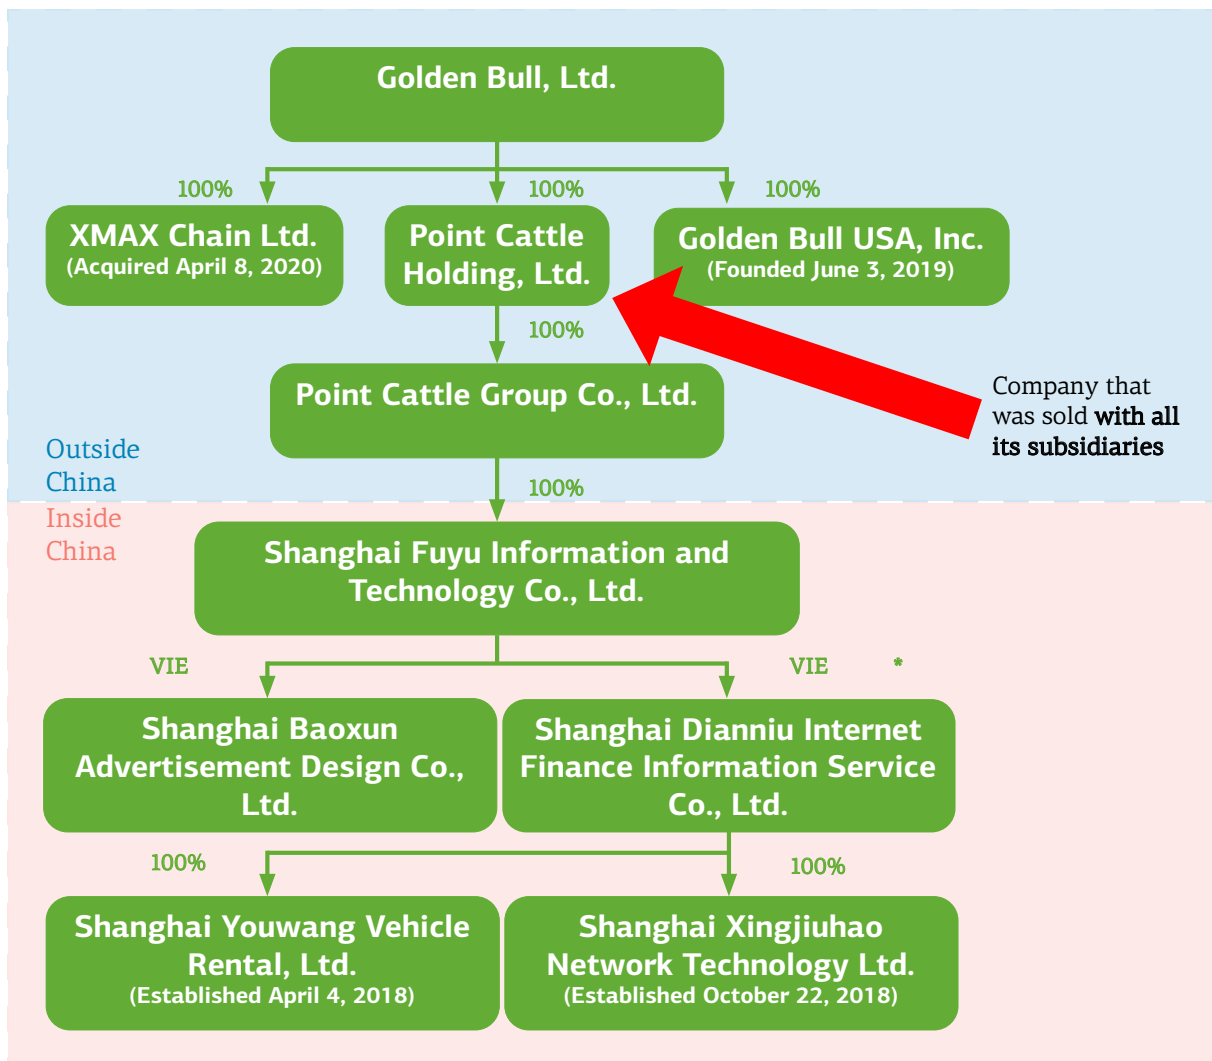 Golden Bull, Ltd.
100%
100%
100%
XMAX Chain Ltd.
(Acquired April 8, 2020)
Point Cattle
Holding, Ltd.
Golden Bull USA, Inc.
(Founded June 3, 2019)
100%
Point Cattle Group Co., Ltd.
Company that
was sold with all
its subsidiaries
Outside
China
100%
Inside
China
Shanghai Fuyu Information and
Technology Co., Ltd.
VIE
VIE *
Shanghai Baoxun
Advertisement Design Co.,
Ltd.
Shanghai Dianniu Internet
Finance Information Service
Co., Ltd.
100%
100%
Shanghai Youwang Vehicle
Rental, Ltd.
(Established April 4, 2018)
Shanghai Xingjiuhao
Network Technology Ltd.
(Established October 22, 2018)